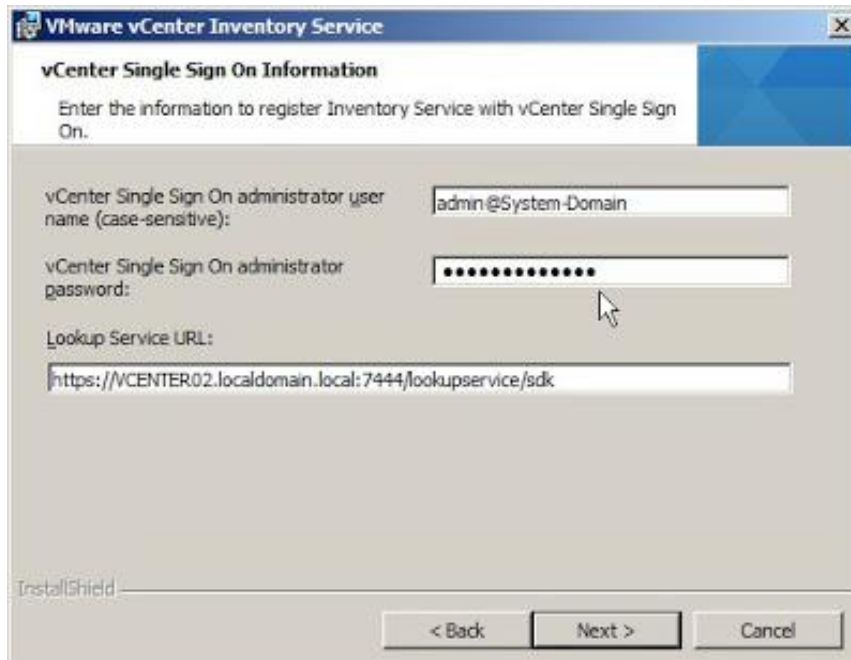 VMware vCenter Inventory Service
vCenter Single Sign On Information
Enter the information to register Inventory Service with vCenter Single Sign
On.
vCenter Single Sign On administrator user
name (case-sensitive):
admin@System-Domain
vCenter Single Sign On administrator
password:
●●●●●●●●●●●●●
Lookup Service URL:
https://VCENTER02.localdomain.local:7444/lookupservice/sdk
InstallShield
< Back
Next >
Cancel